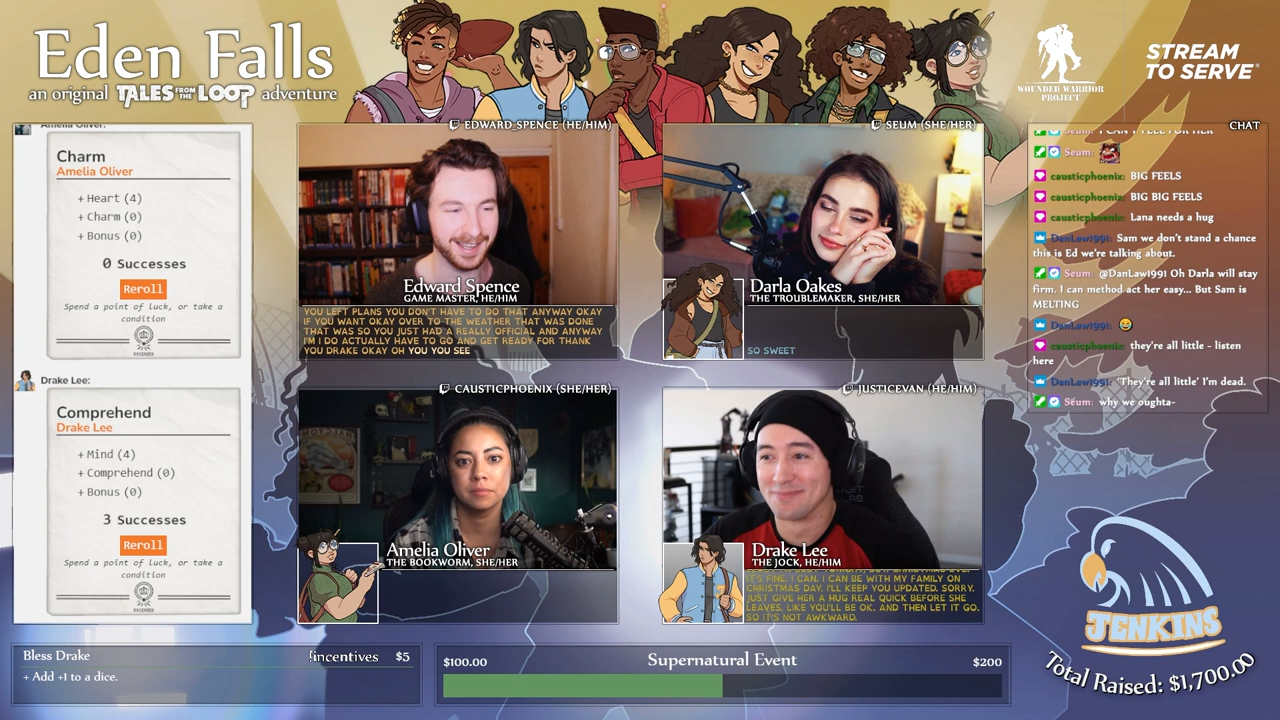 Eden Falls
an original TALES FROM THE LOOP adventure
WOUNDED WARRIOR
PROJECT
STREAM
TO SERVE
Amelia Oliver:
Charm
Amelia Oliver
+ Heart (4)
+ Charm (0)
+ Bonus (0)
0 Successes
Reroll
Spend a point of luck, or take a
condition
Drake Lee:
Comprehend
Drake Lee
+ Mind (4)
+ Comprehend (0)
+ Bonus (0)
3 Successes
Reroll
Spend a point of luck, or take a
condition
EDWARD_SPENCE (HE/HIM)
Edward Spence
GAME MASTER, HE/HIM
YOU LEFT PLANS YOU DON'T HAVE TO DO THAT ANYWAY OKAY
IF YOU WANT OKAY OVER TO THE WEATHER THAT WAS DONE
THAT WAS SO YOU JUST HAD A REALLY OFFICIAL AND ANYWAY
I'M I DO ACTUALLY HAVE TO GO AND GET READY FOR THANK
YOU DRAKE OKAY OH YOU YOU SEE
SEUM (SHE/HER)
Darla Oakes
THE TROUBLEMAKER, SHE/HER
SO SWEET
CAUSTICPHOENIX (SHE/HER)
Amelia Oliver
THE BOOKWORM, SHE/HER
JUSTICEVAN (HE/HIM)
Drake Lee
THE JOCK, HE/HIM
IT'S FINE. I CAN. I CAN BE WITH MY FAMILY ON
CHRISTMAS DAY. I'LL KEEP YOU UPDATED. SORRY.
JUST GIVE HER A HUG REAL QUICK BEFORE SHE
LEAVES. LIKE YOU'LL BE OK. AND THEN LET IT GO.
SO IT'S NOT AWKWARD.
CHAT
Seum:
causticphoenix: BIG FEELS
causticphoenix: BIG BIG FEELS
causticphoenix: Lana needs a hug
DanLaw1991: Sam we don't stand a chance
this is Ed we're talking about.
Seum: @DanLaw1991 Oh Darla will stay
firm. I can method act her easy... But Sam is
MELTING
DanLaw1991: 😅
causticphoenix: they're all little - listen
here
DanLaw1991: 'They're all little' I'm dead.
Seum: why we oughta-
Bless Drake
!incentives $5
+ Add +1 to a dice.
$100.00
Supernatural Event
$200
JENKINS
Total Raised: $1,700.00